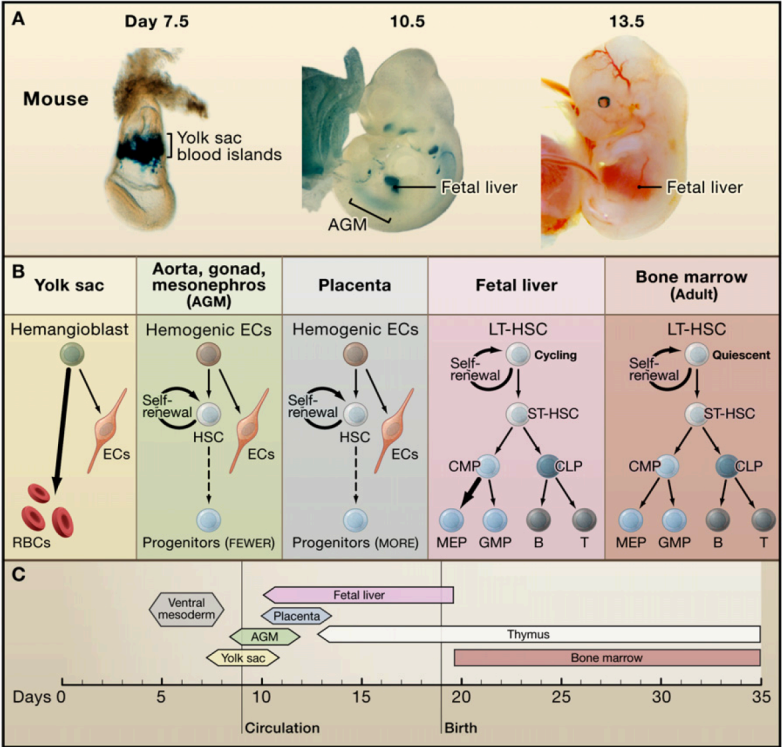 A
Day 7.5
10.5
13.5
Mouse
Yolk sac
blood islands
Fetal liver
AGM
Fetal liver
B
Yolk sac
Aorta, gonad,
mesonephros
(AGM)
Placenta
Fetal liver
Bone marrow
(Adult)
Hemangioblast
ECs
RBCs
Hemogenic ECs
Self-
renewal
HSC
ECs
Progenitors (FEWER)
Hemogenic ECs
Self-
renewal
HSC
ECs
Progenitors (MORE)
LT-HSC
Cycling
Self-
renewal
ST-HSC
CMP
CLP
MEP
GMP
B
T
LT-HSC
Quiescent
Self-
renewal
ST-HSC
CMP
CLP
MEP
GMP
B
T
C
Fetal liver
Ventral
mesoderm
Placenta
AGM
Thymus
Yolk sac
Bone marrow
Days 0 5 10 15 20 25 30 35
Circulation
Birth